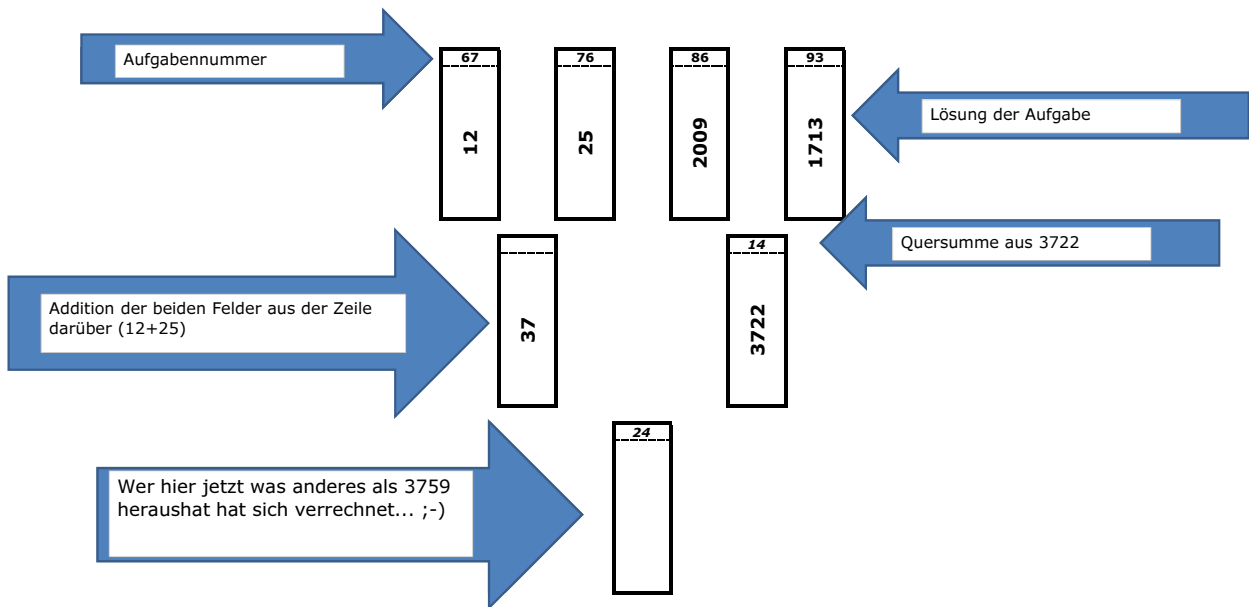 Aufgabennummer
67
76
86
93
12
25
2009
1713
Lösung der Aufgabe
14
Quersumme aus 3722
Addition der beiden Felder aus der Zeile
darüber (12+25)
37
3722
24
Wer hier jetzt was anderes als 3759
heraushat hat sich verrechnet... ;-)